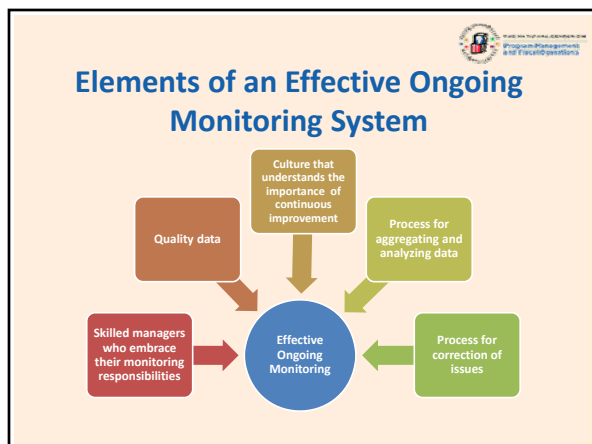 Program Management
and Fiscal Operations
Elements of an Effective Ongoing
Monitoring System
Culture that
understands the
importance of
continuous
improvement
Quality data
Process for
aggregating and
analyzing data
Skilled managers
who embrace
their monitoring
responsibilities
Effective
Ongoing
Monitoring
Process for
correction of
issues